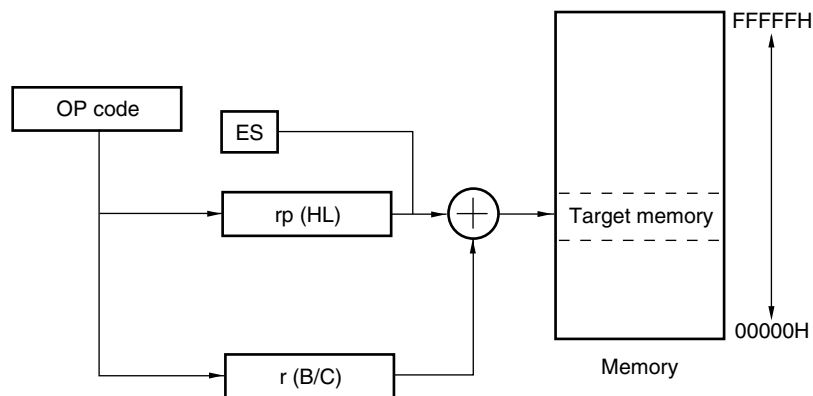 FFFFFH
OP code
ES
rp (HL)
Target memory
00000H
r (B/C)
Memory